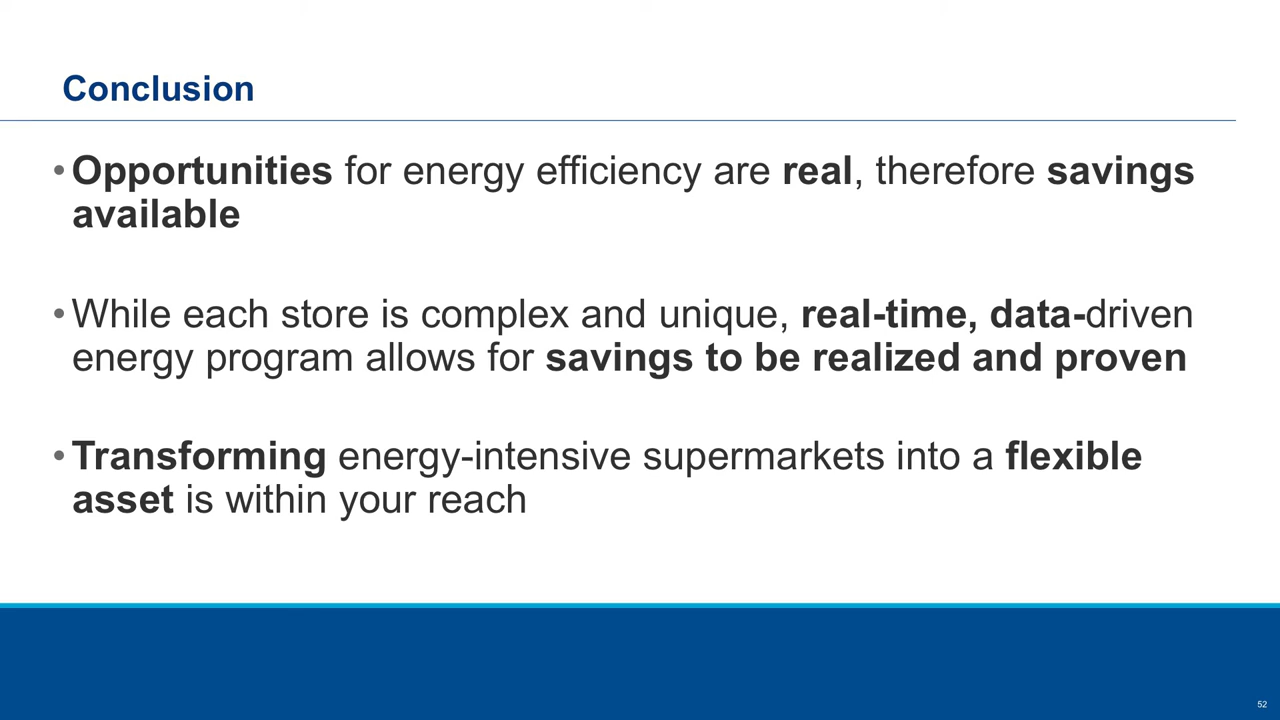 Conclusion
• Opportunities for energy efficiency are real, therefore savings
available
• While each store is complex and unique, real-time, data-driven
energy program allows for savings to be realized and proven
• Transforming energy-intensive supermarkets into a flexible
asset is within your reach
52